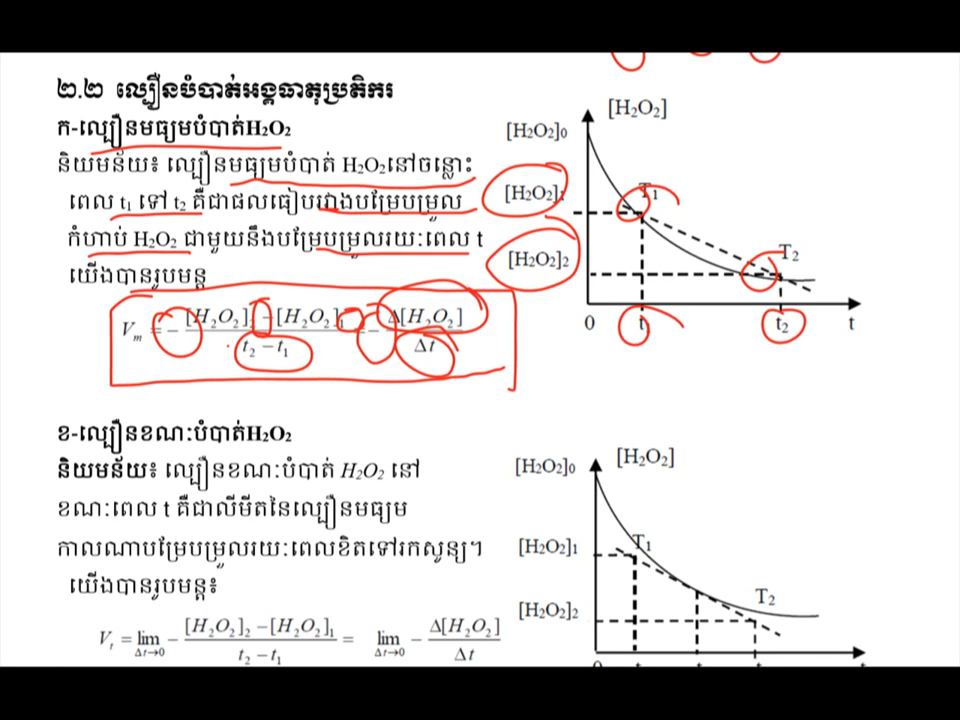 ២.២ ល្បឿនបំបាត់អង្គធាតុប្រតិករ
ក-ល្បឿនមធ្យមបំបាត់H₂O₂
និយមន័យ៖ ល្បឿនមធ្យមបំបាត់ H₂O₂នៅចន្លោះ
ពេល t₁ ទៅ t₂ គឺជាផលធៀបរវាងបម្រែបម្រួល
កំហាប់ H₂O₂ ជាមួយនឹងបម្រែបម្រួលរយៈពេល t
យើងបានរូបមន្ត
Vₘ = − [H₂O₂]₂ − [H₂O₂]₁ / t₂ − t₁ = − Δ[H₂O₂] / Δt
[H₂O₂]
[H₂O₂]₀
[H₂O₂]₁
T₁
[H₂O₂]₂
T₂
0 t₁ t₂ t
ខ-ល្បឿនខណៈបំបាត់H₂O₂
និយមន័យ៖ ល្បឿនខណៈបំបាត់ H₂O₂ នៅ
ខណៈពេល t គឺជាលីមីតនៃល្បឿនមធ្យម
កាលណាបម្រែបម្រួលរយៈពេលខិតទៅរកសូន្យ។
យើងបានរូបមន្ត៖
Vₜ = lim Δt→0 − [H₂O₂]₂ − [H₂O₂]₁ / t₂ − t₁ = lim Δt→0 − Δ[H₂O₂] / Δt
[H₂O₂]
[H₂O₂]₀
[H₂O₂]₁
T₁
[H₂O₂]₂
T₂